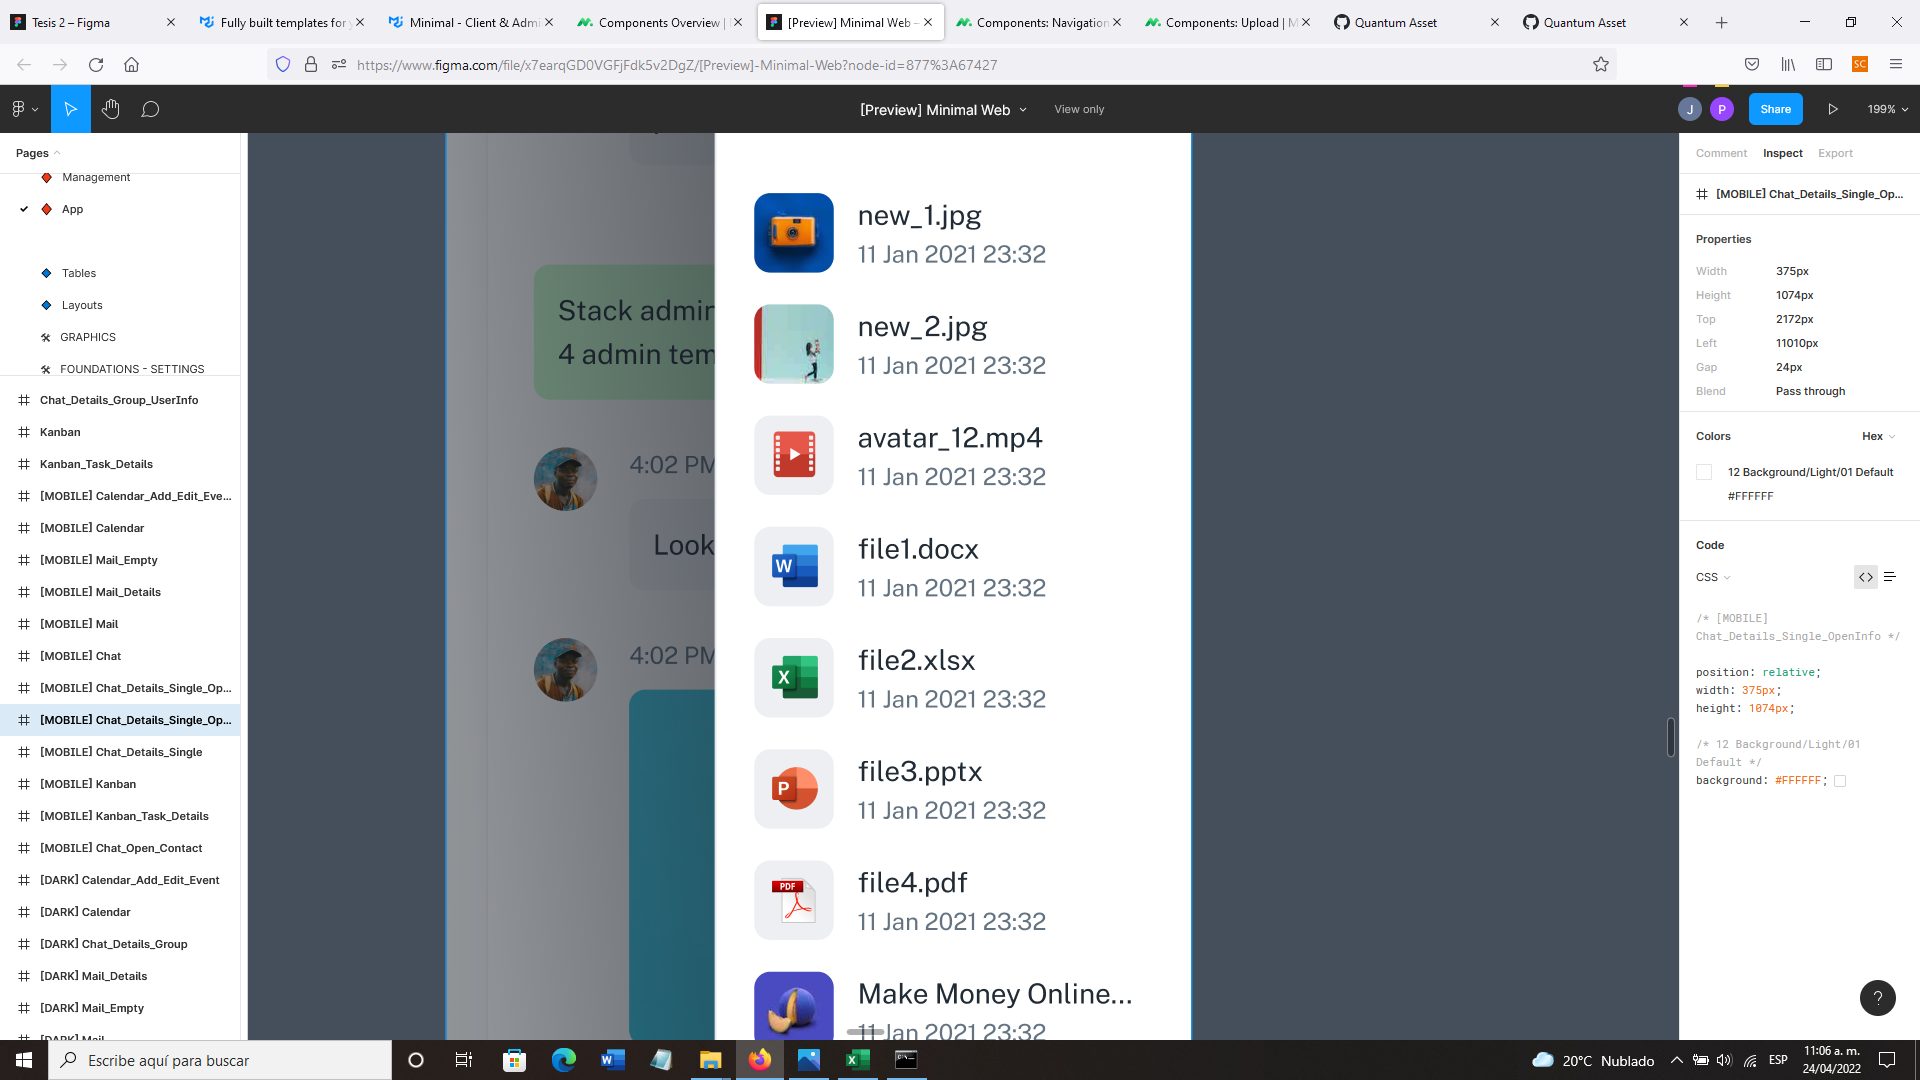 Tesis 2 – Figma
Fully built templates for y
Minimal - Client & Admi
Components Overview |
[Preview] Minimal Web –
Components: Navigation
Components: Upload | M
Quantum Asset
Quantum Asset
https://www.figma.com/file/x7earqGD0VGFjFdk5v2DgZ/[Preview]-Minimal-Web?node-id=877%3A67427
SC
[Preview] Minimal Web
View only
J
P
Share
199%
Pages
Management
App
Tables
Layouts
GRAPHICS
FOUNDATIONS - SETTINGS
Chat_Details_Group_UserInfo
Kanban
Kanban_Task_Details
[MOBILE] Calendar_Add_Edit_Eve...
[MOBILE] Calendar
[MOBILE] Mail_Empty
[MOBILE] Mail_Details
[MOBILE] Mail
[MOBILE] Chat
[MOBILE] Chat_Details_Single_Op...
[MOBILE] Chat_Details_Single_Op...
[MOBILE] Chat_Details_Single
[MOBILE] Kanban
[MOBILE] Kanban_Task_Details
[MOBILE] Chat_Open_Contact
[DARK] Calendar_Add_Edit_Event
[DARK] Calendar
[DARK] Chat_Details_Group
[DARK] Mail_Details
[DARK] Mail_Empty
[DARK] Mail
Stack admin
4 admin tem
4:02 PM
Look
4:02 PM
new_1.jpg
11 Jan 2021 23:32
new_2.jpg
11 Jan 2021 23:32
avatar_12.mp4
11 Jan 2021 23:32
W
file1.docx
11 Jan 2021 23:32
X
file2.xlsx
11 Jan 2021 23:32
P
file3.pptx
11 Jan 2021 23:32
PDF
file4.pdf
11 Jan 2021 23:32
Make Money Online...
11 Jan 2021 23:32
Comment
Inspect
Export
[MOBILE] Chat_Details_Single_Op...
Properties
Width 375px
Height 1074px
Top 2172px
Left 11010px
Gap 24px
Blend Pass through
Colors
Hex
12 Background/Light/01 Default
#FFFFFF
Code
CSS
/* [MOBILE]
Chat_Details_Single_OpenInfo */
position: relative;
width: 375px;
height: 1074px;
/* 12 Background/Light/01
Default */
background: #FFFFFF;
?
Escribe aquí para buscar
20°C Nublado
ESP
11:06 a. m.
24/04/2022